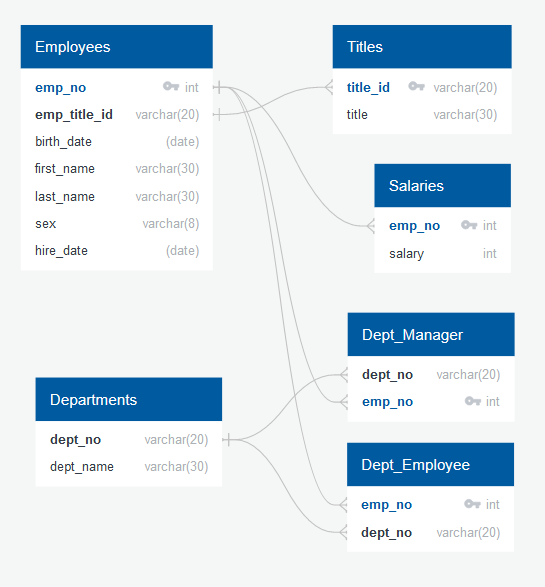 Employees
emp_no int
emp_title_id varchar(20)
birth_date (date)
first_name varchar(30)
last_name varchar(30)
sex varchar(8)
hire_date (date)
Titles
title_id varchar(20)
title varchar(30)
Salaries
emp_no int
salary int
Dept_Manager
dept_no varchar(20)
emp_no int
Departments
dept_no varchar(20)
dept_name varchar(30)
Dept_Employee
emp_no int
dept_no varchar(20)